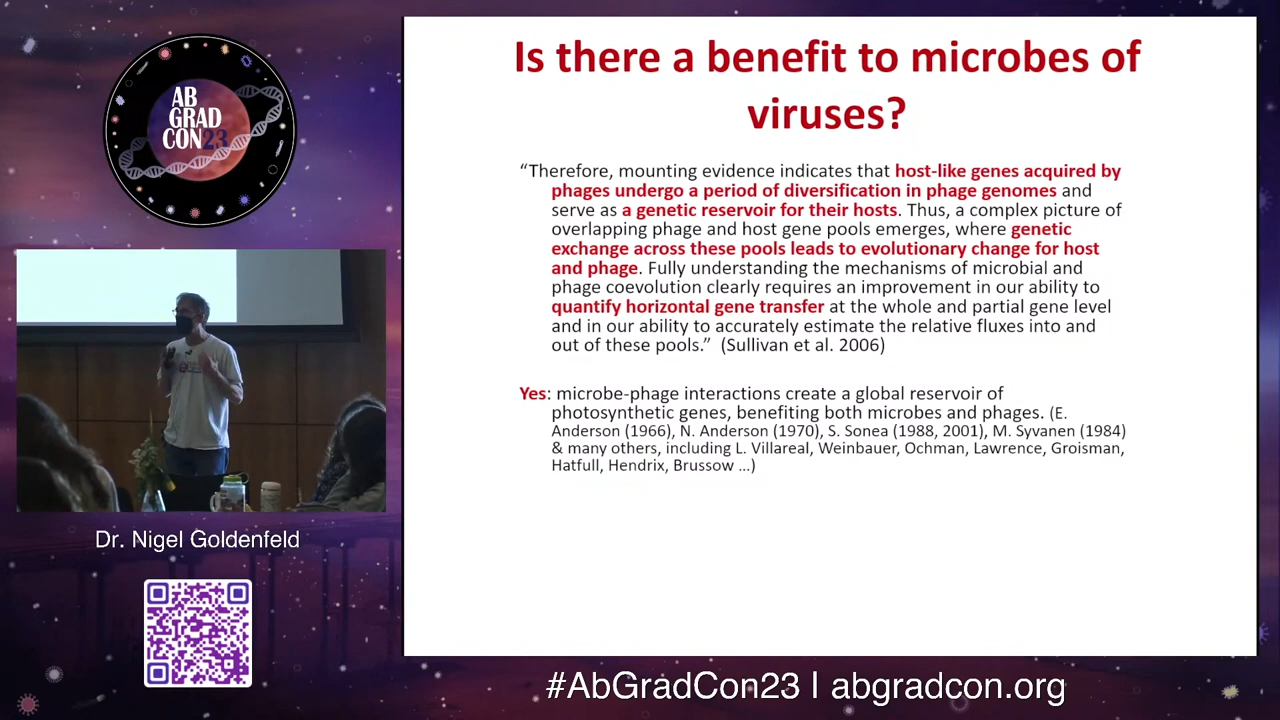 AB
GRAD
CON23
Is there a benefit to microbes of
viruses?
“Therefore, mounting evidence indicates that host-like genes acquired by
phages undergo a period of diversification in phage genomes and
serve as a genetic reservoir for their hosts. Thus, a complex picture of
overlapping phage and host gene pools emerges, where genetic
exchange across these pools leads to evolutionary change for host
and phage. Fully understanding the mechanisms of microbial and
phage coevolution clearly requires an improvement in our ability to
quantify horizontal gene transfer at the whole and partial gene level
and in our ability to accurately estimate the relative fluxes into and
out of these pools.” (Sullivan et al. 2006)
Yes: microbe-phage interactions create a global reservoir of
photosynthetic genes, benefiting both microbes and phages. (E.
Anderson (1966), N. Anderson (1970), S. Sonea (1988, 2001), M. Syvanen (1984)
& many others, including L. Villareal, Weinbauer, Ochman, Lawrence, Groisman,
Hatfull, Hendrix, Brussow ...)
Dr. Nigel Goldenfeld
#AbGradCon23 I abgradcon.org